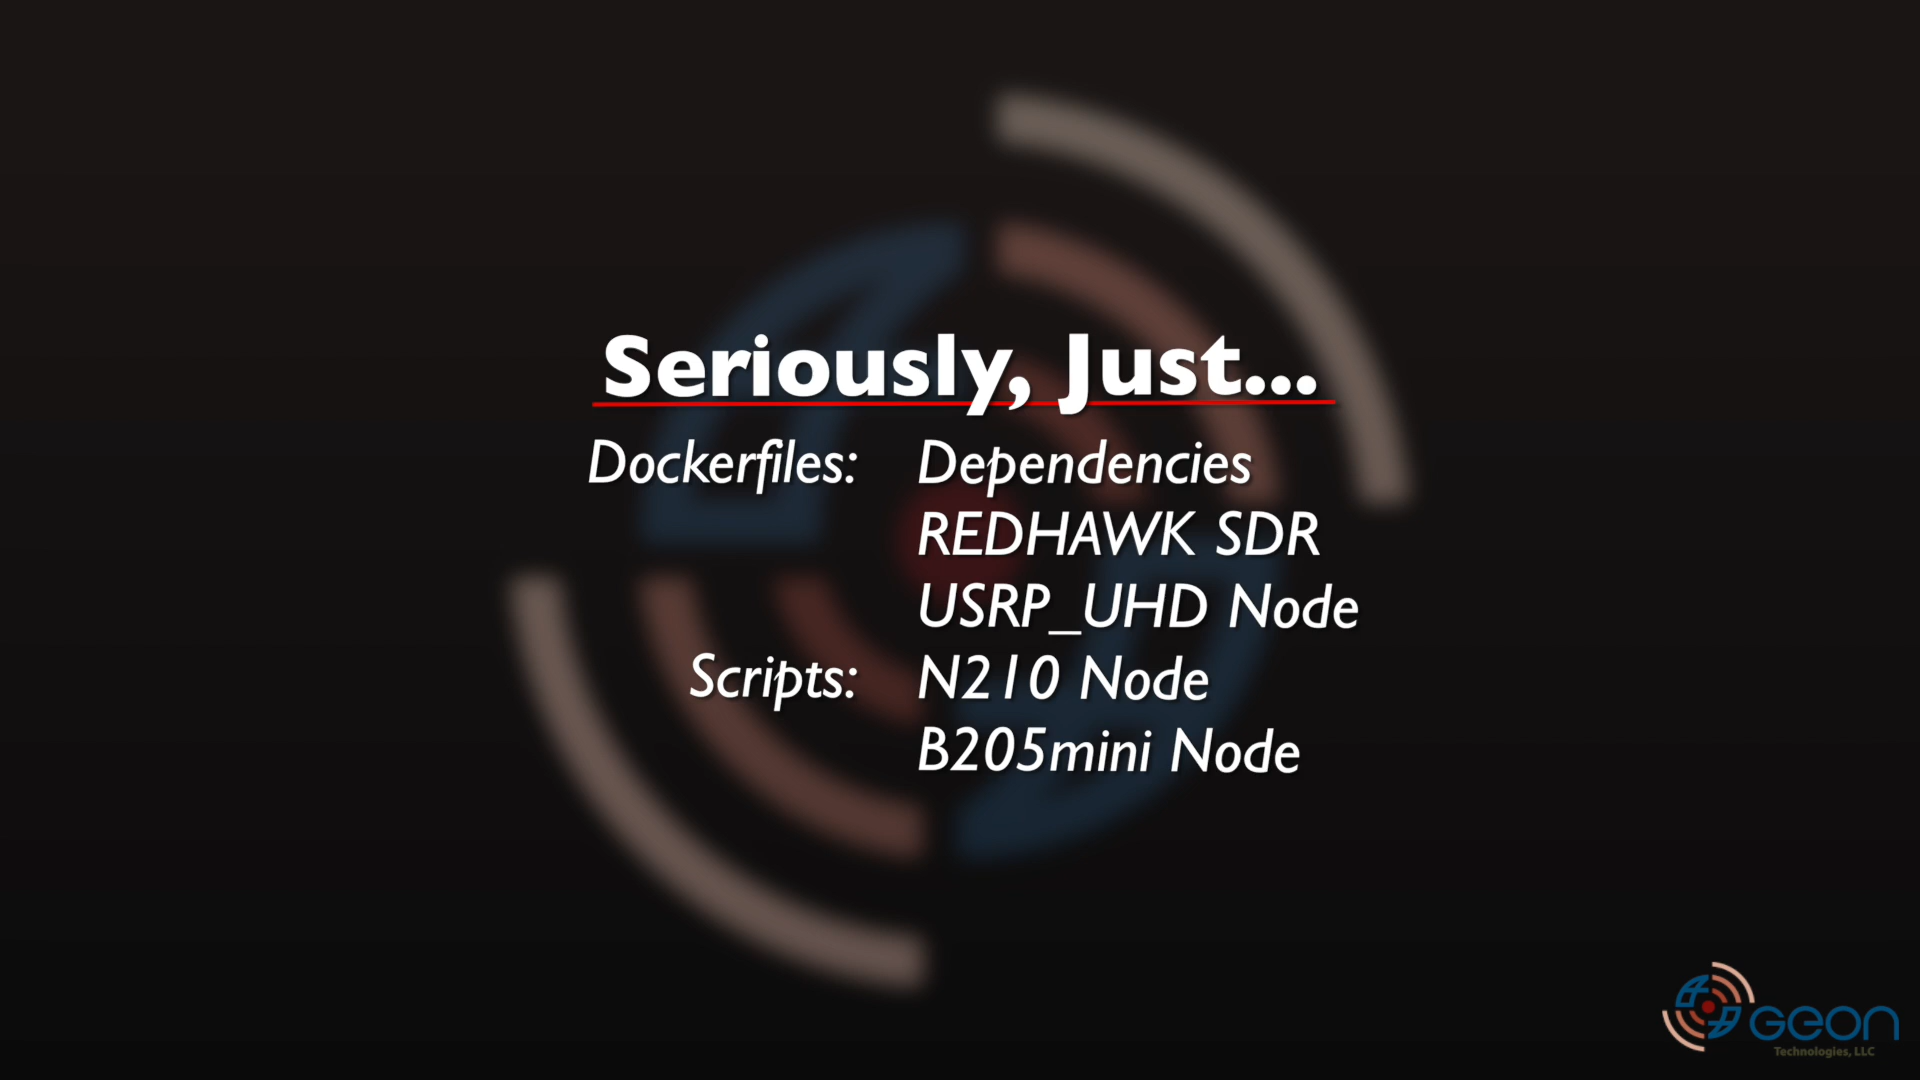 Seriously, Just...
Dockerfiles: Dependencies
REDHAWK SDR
USRP_UHD Node
Scripts: N210 Node
B205mini Node
GEON
Technologies, LLC